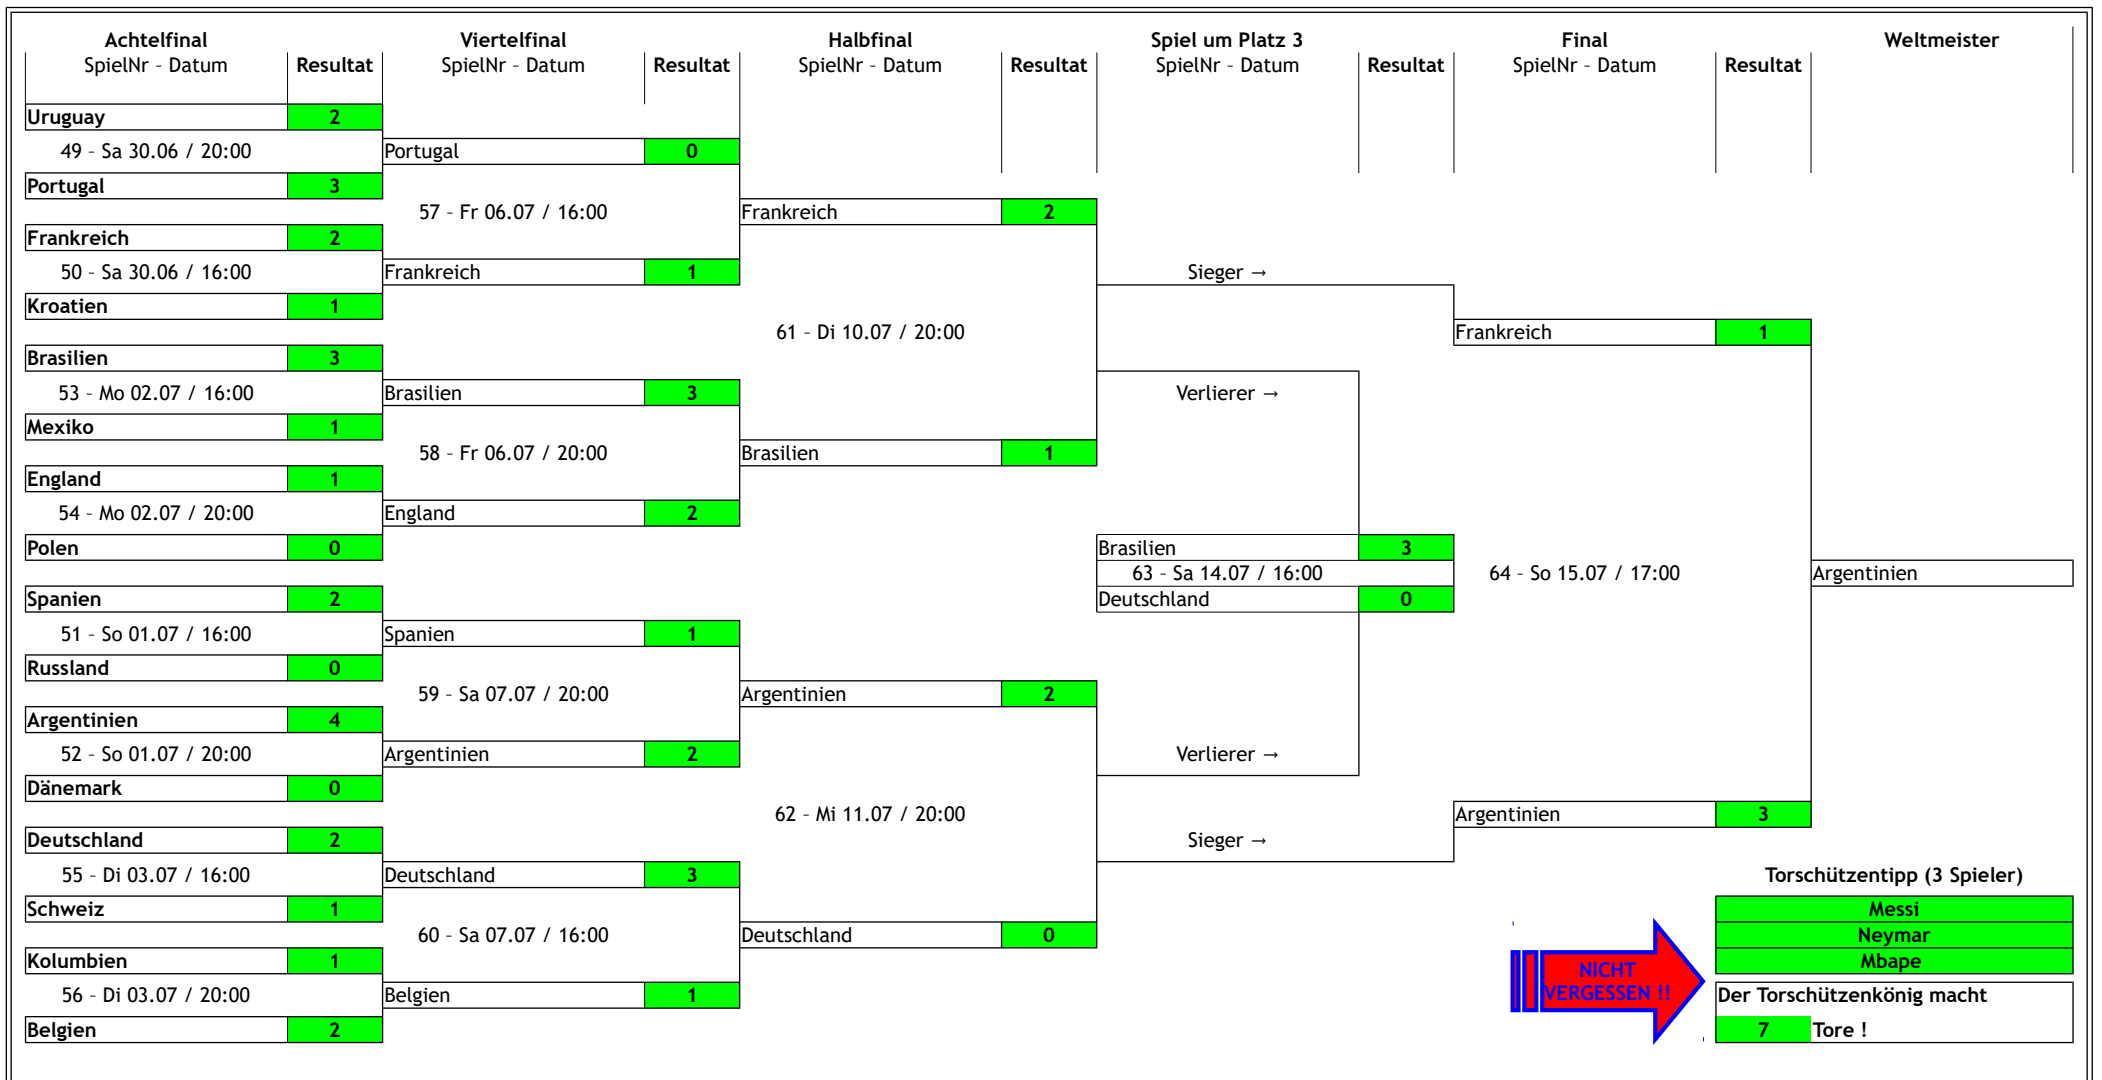 Achtelfinal Viertelfinal Halbfinal Spiel um Platz 3 Final Weltmeister
SpielNr - Datum Resultat SpielNr - Datum Resultat SpielNr - Datum Resultat SpielNr - Datum Resultat SpielNr - Datum Resultat
Uruguay 2
49 - Sa 30.06 / 20:00 Portugal 0
Portugal 3
57 - Fr 06.07 / 16:00 Frankreich 2
Frankreich 2
50 - Sa 30.06 / 16:00 Frankreich 1 Sieger →
Kroatien 1
61 - Di 10.07 / 20:00 Frankreich 1
Brasilien 3
53 - Mo 02.07 / 16:00 Brasilien 3 Verlierer →
Mexiko 1
58 - Fr 06.07 / 20:00 Brasilien 1
England 1
54 - Mo 02.07 / 20:00 England 2
Polen 0 Brasilien 3
63 - Sa 14.07 / 16:00 64 - So 15.07 / 17:00 Argentinien
Spanien 2 Deutschland 0
51 - So 01.07 / 16:00 Spanien 1
Russland 0
59 - Sa 07.07 / 20:00 Argentinien 2
Argentinien 4
52 - So 01.07 / 20:00 Argentinien 2 Verlierer →
Dänemark 0
62 - Mi 11.07 / 20:00 Argentinien 3
Deutschland 2 Sieger →
55 - Di 03.07 / 16:00 Deutschland 3 Torschützentipp (3 Spieler)
Schweiz 1 Messi
60 - Sa 07.07 / 16:00 Deutschland 0 Neymar
Kolumbien 1 Mbape
NICHT
56 - Di 03.07 / 20:00 Belgien 1 VERGESSEN !! Der Torschützenkönig macht
Belgien 2 7 Tore !